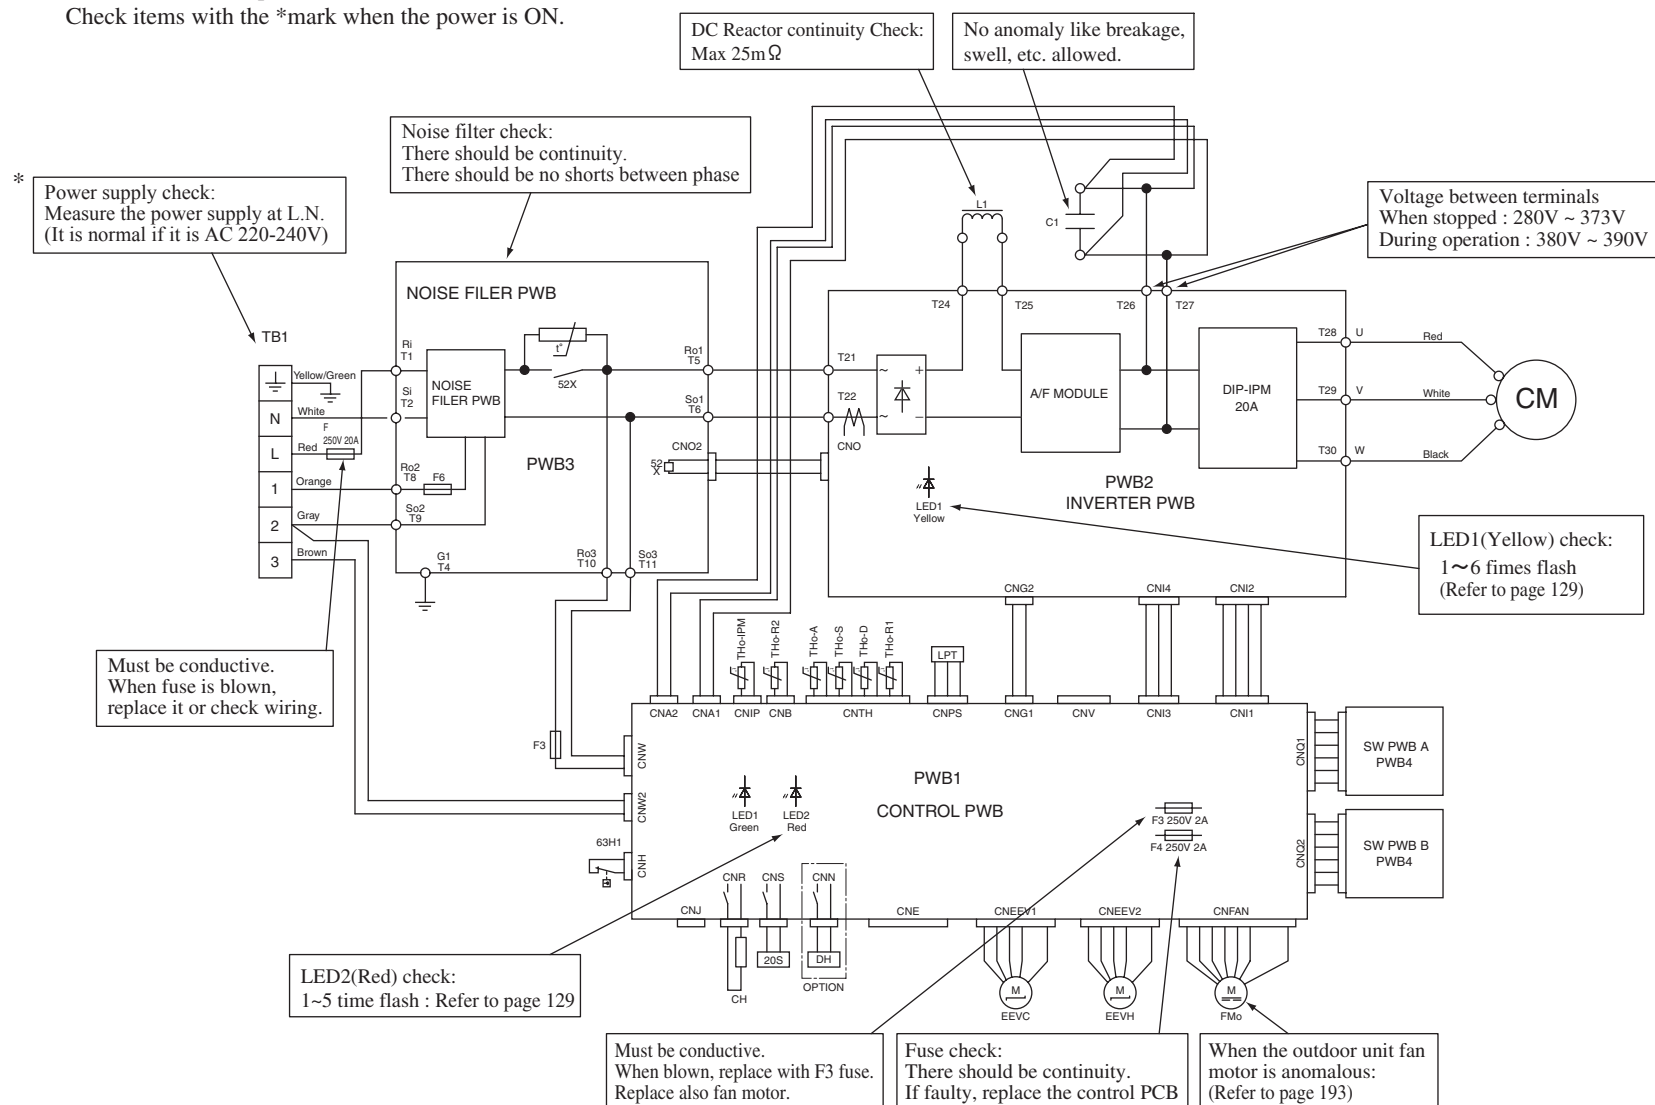 Check items with the *mark when the power is ON.
DC Reactor continuity Check:
Max 25mΩ
No anomaly like breakage,
swell, etc. allowed.
Noise filter check:
There should be continuity.
There should be no shorts between phase
*
Power supply check:
Measure the power supply at L.N.
(It is normal if it is AC 220-240V)
Voltage between terminals
When stopped : 280V ~ 373V
During operation : 380V ~ 390V
L1
C1
NOISE FILER PWB
T24
T25
T26
T27
TB1
Ri
T1
Yellow/Green
Si
T2
NOISE
FILER PWB
t°
52X
Ro1
T5
So1
T6
T21
T22
CNO
~
+
~
−
A/F MODULE
DIP-IPM
20A
T28
U
Red
T29
V
White
T30
W
Black
CM
N
White
F
250V 20A
L
Red
Ro2
T8
F6
PWB3
CNO2
52
X
1
Orange
2
Gray
So2
T9
3
Brown
G1
T4
Ro3
T10
So3
T11
LED1
Yellow
PWB2
INVERTER PWB
LED1(Yellow) check:
1〜6 fimes flash
(Refer to page 129)
CNG2
CNI4
CNI2
Must be conductive.
When fuse is blown,
replace it or check wiring.
THo-IPM
THo-R2
THo-A
THo-S
THo-D
THo-R1
LPT
CNA2
CNA1
CNIP
CNB
CNTH
CNPS
CNG1
CNV
CNI3
CNI1
F3
CNW
CNW2
63H1
CNH
LED1
Green
LED2
Red
PWB1
CONTROL PWB
F3 250V 2A
F4 250V 2A
CNQ1
SW PWB A
PWB4
CNQ2
SW PWB B
PWB4
CNJ
CNR
CNS
CNN
CNE
CNEEV1
CNEEV2
CNFAN
CH
20S
DH
OPTION
M
EEVC
M
EEVH
M
FMo
LED2(Red) check:
1~5 time flash : Refer to page 129
Must be conductive.
When blown, replace with F3 fuse.
Replace also fan motor.
Fuse check:
There should be continuity.
If faulty, replace the control PCB
When the outdoor unit fan
motor is anomalous:
(Refer to page 193)